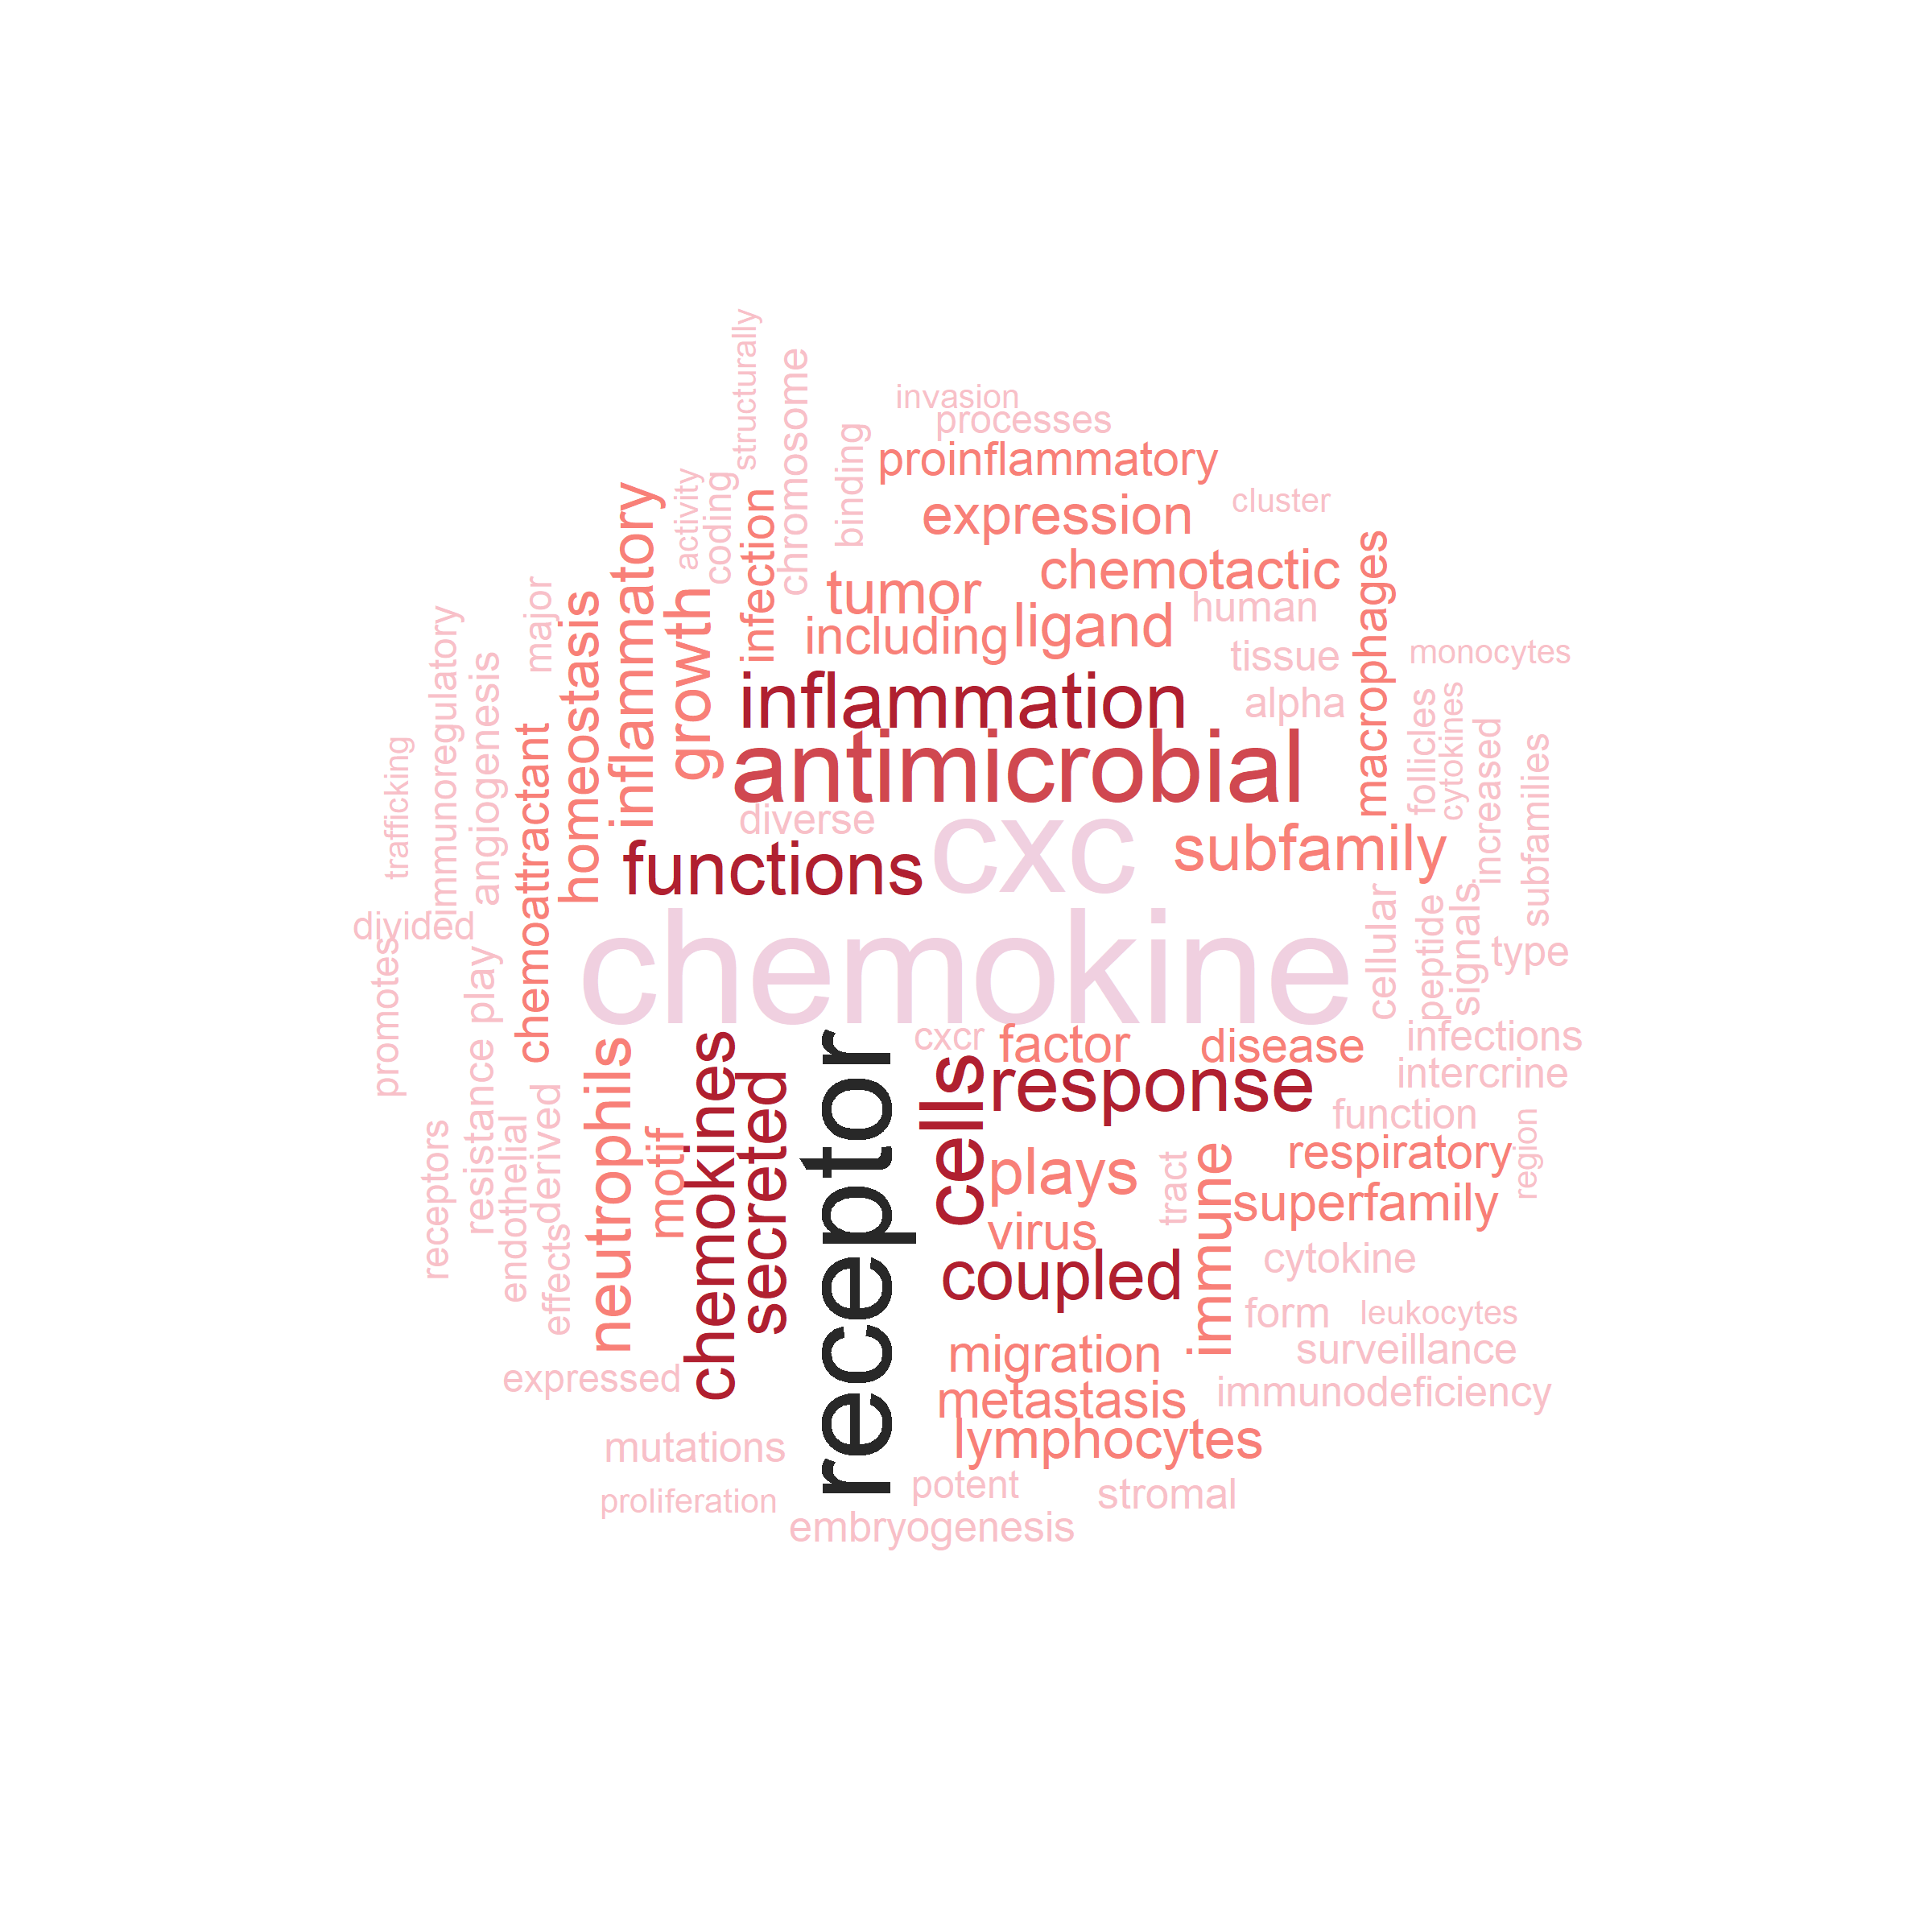 structurally
chromosome
invasion
processes
binding
proinflammatory
activity
coding
inflammatory
infection
cluster
expression
chemotactic
macrophages
major
homeostasis
growth
tumor
including
ligand
human
immunoregulatory
angiogenesis
tissue
monocytes
inflammation
alpha
follicles
cytokines
increased
subfamilies
trafficking
chemoattractant
antimicrobial
diverse
cxc
subfamily
functions
divided
cellular
peptide
signals
type
promotes
play
chemokine
cxcr
factor
disease
infections
intercrine
neutrophils
chemokines
secreted
receptor
cells
response
function
resistance
derived
receptors
endothelial
motif
plays
tract
immune
respiratory
region
superfamily
virus
effects
coupled
cytokine
form
leukocytes
migration
surveillance
expressed
metastasis
immunodeficiency
lymphocytes
mutations
potent
stromal
proliferation
embryogenesis